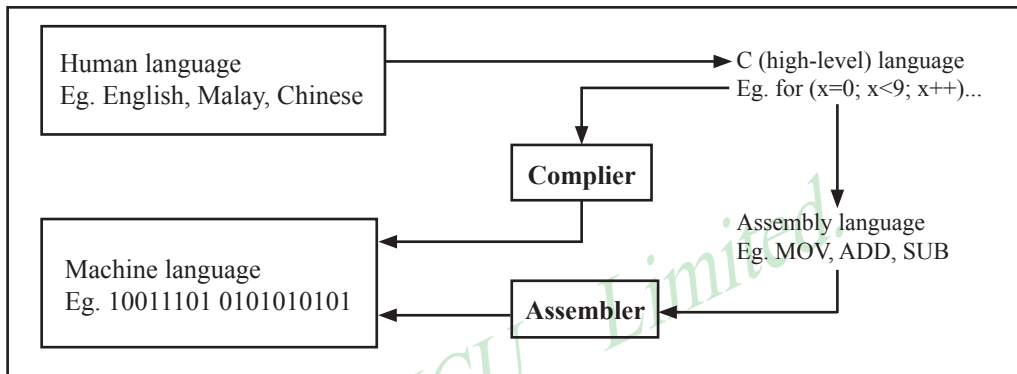 Human language
Eg. English, Malay, Chinese
C (high-level) language
Eg. for (x=0; x<9; x++)...
Complier
Assembly language
Eg. MOV, ADD, SUB
Machine language
Eg. 10011101 0101010101
Assembler
Limited.